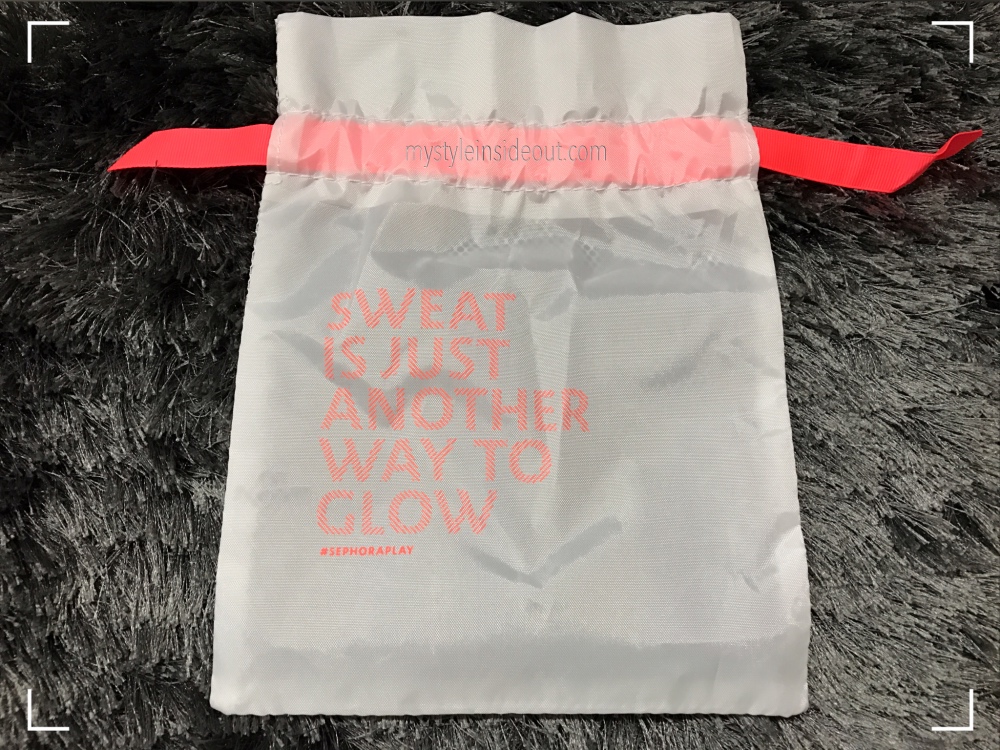 mystyleinsideout.com
SWEAT
IS JUST
ANOTHER
WAY TO
GLOW
#SEPHORAPLAY